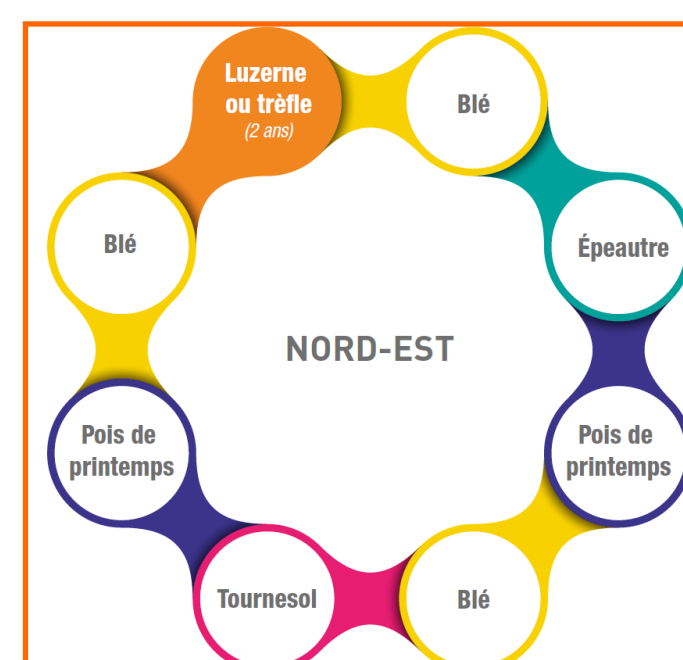 Luzerne
ou trèfle
(2 ans)
Blé
Blé
Épeautre
NORD-EST
Pois de
printemps
Pois de
printemps
Tournesol
Blé